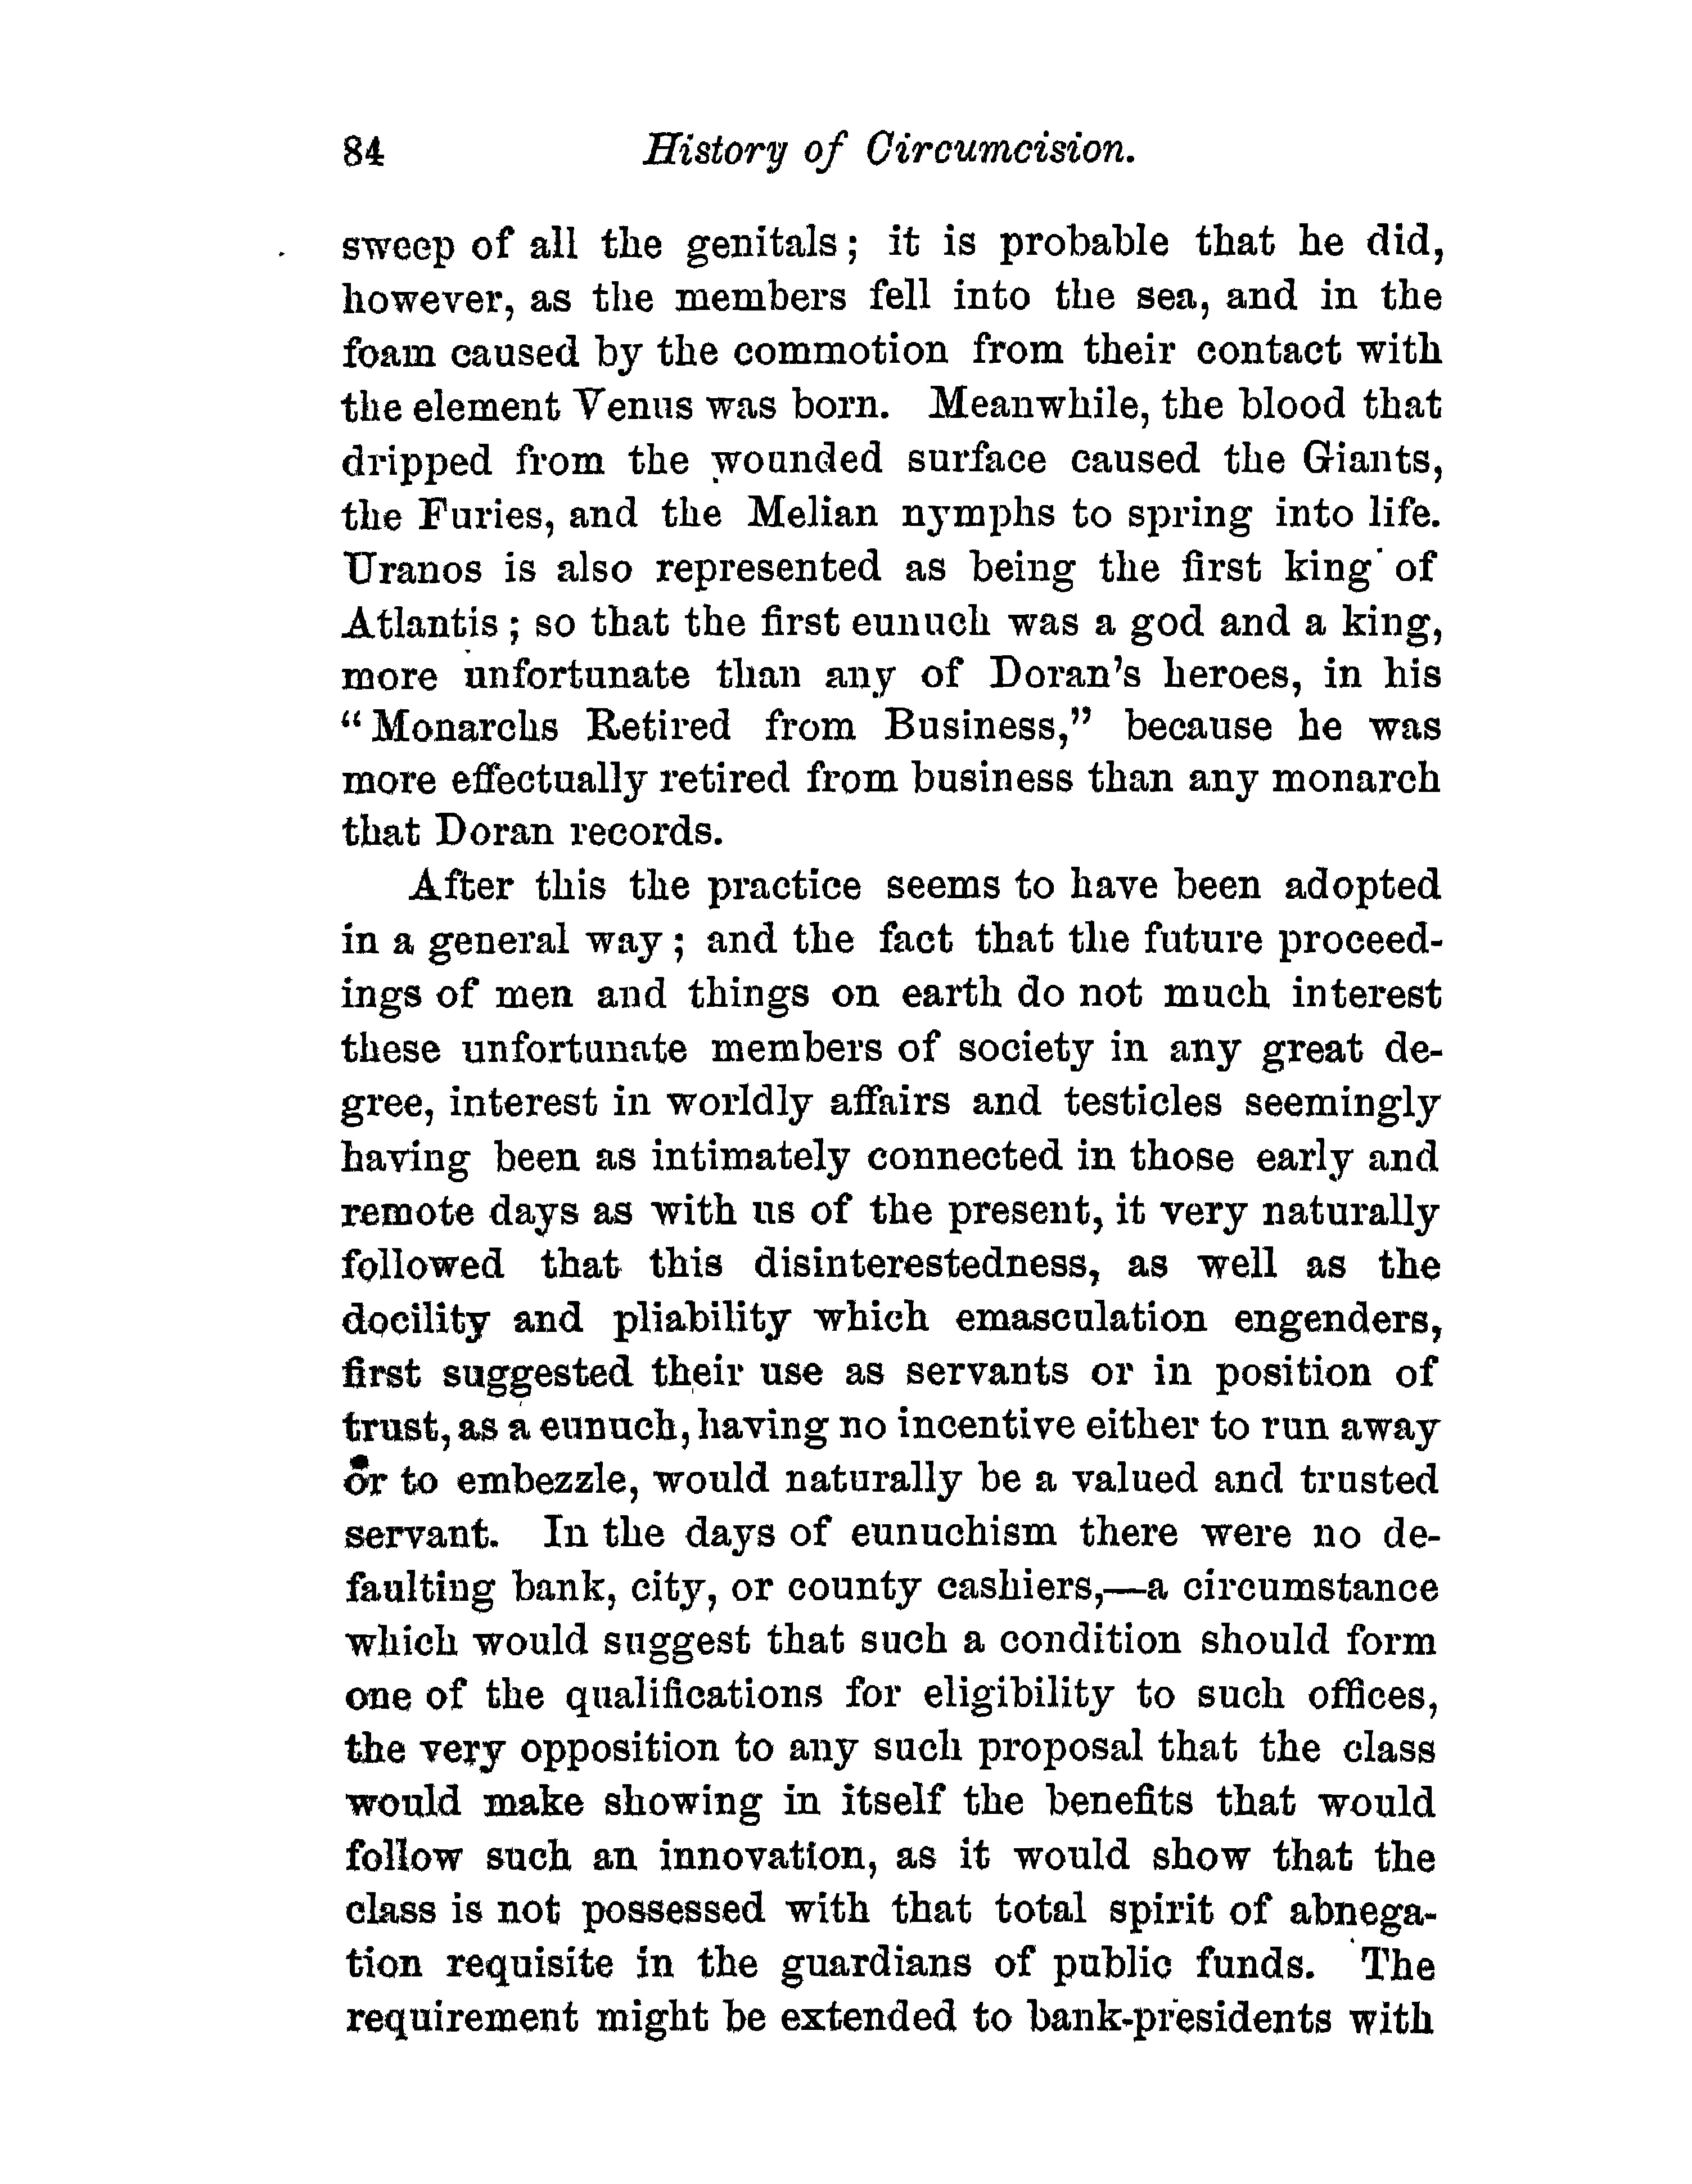 84 History of Circumcision.
sweep of all the genitals; it is probable that he did,
however, as the members fell into the sea, and in the
foam caused by the commotion from their contact with
the element Venus was born. Meanwhile, the blood that
dripped from the wounded surface caused the Giants,
the Furies, and the Melian nymphs to spring into life.
Uranos is also represented as being the first king of
Atlantis; so that the first eunuch was a god and a king,
more unfortunate than any of Doran's heroes, in his
"Monarchs Retired from Business," because he was
more effectually retired from business than any monarch
that Doran records.
After this the practice seems to have been adopted
in a general way; and the fact that the future proceed-
ings of men and things on earth do not much interest
these unfortunate members of society in any great de-
gree, interest in worldly affairs and testicles seemingly
having been as intimately connected in those early and
remote days as with us of the present, it very naturally
followed that this disinterestedness, as well as the
docility and pliability which emasculation engenders,
first suggested their use as servants or in position of
trust, as a eunuch, having no incentive either to run away
or to embezzle, would naturally be a valued and trusted
servant. In the days of eunuchism there were no de-
faulting bank, city, or county cashiers,—a circumstance
which would suggest that such a condition should form
one of the qualifications for eligibility to such offices,
the very opposition to any such proposal that the class
would make showing in itself the benefits that would
follow such an innovation, as it would show that the
class is not possessed with that total spirit of abnega-
tion requisite in the guardians of public funds. The
requirement might be extended to bank-presidents with